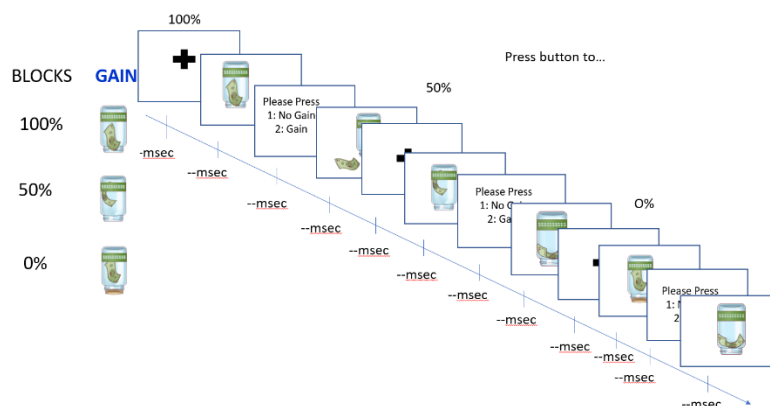 100%
Press button to...
BLOCKS GAIN
50%
100%
Please Press
1: No Gain
2: Gain
-msec
--msec
50%
Please Press
1: No
2: Ga
O%
--msec
--msec
0%
--msec
--msec
--msec
Please Press
1:
2:
--msec
--msec
--msec
--msec
--msec
--msec